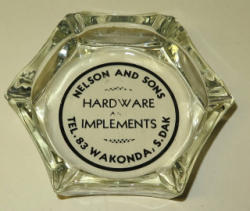 NELSON AND SONS
HARDWARE
IMPLEMENTS
TEL. 83 WAKONDA, S. DAK